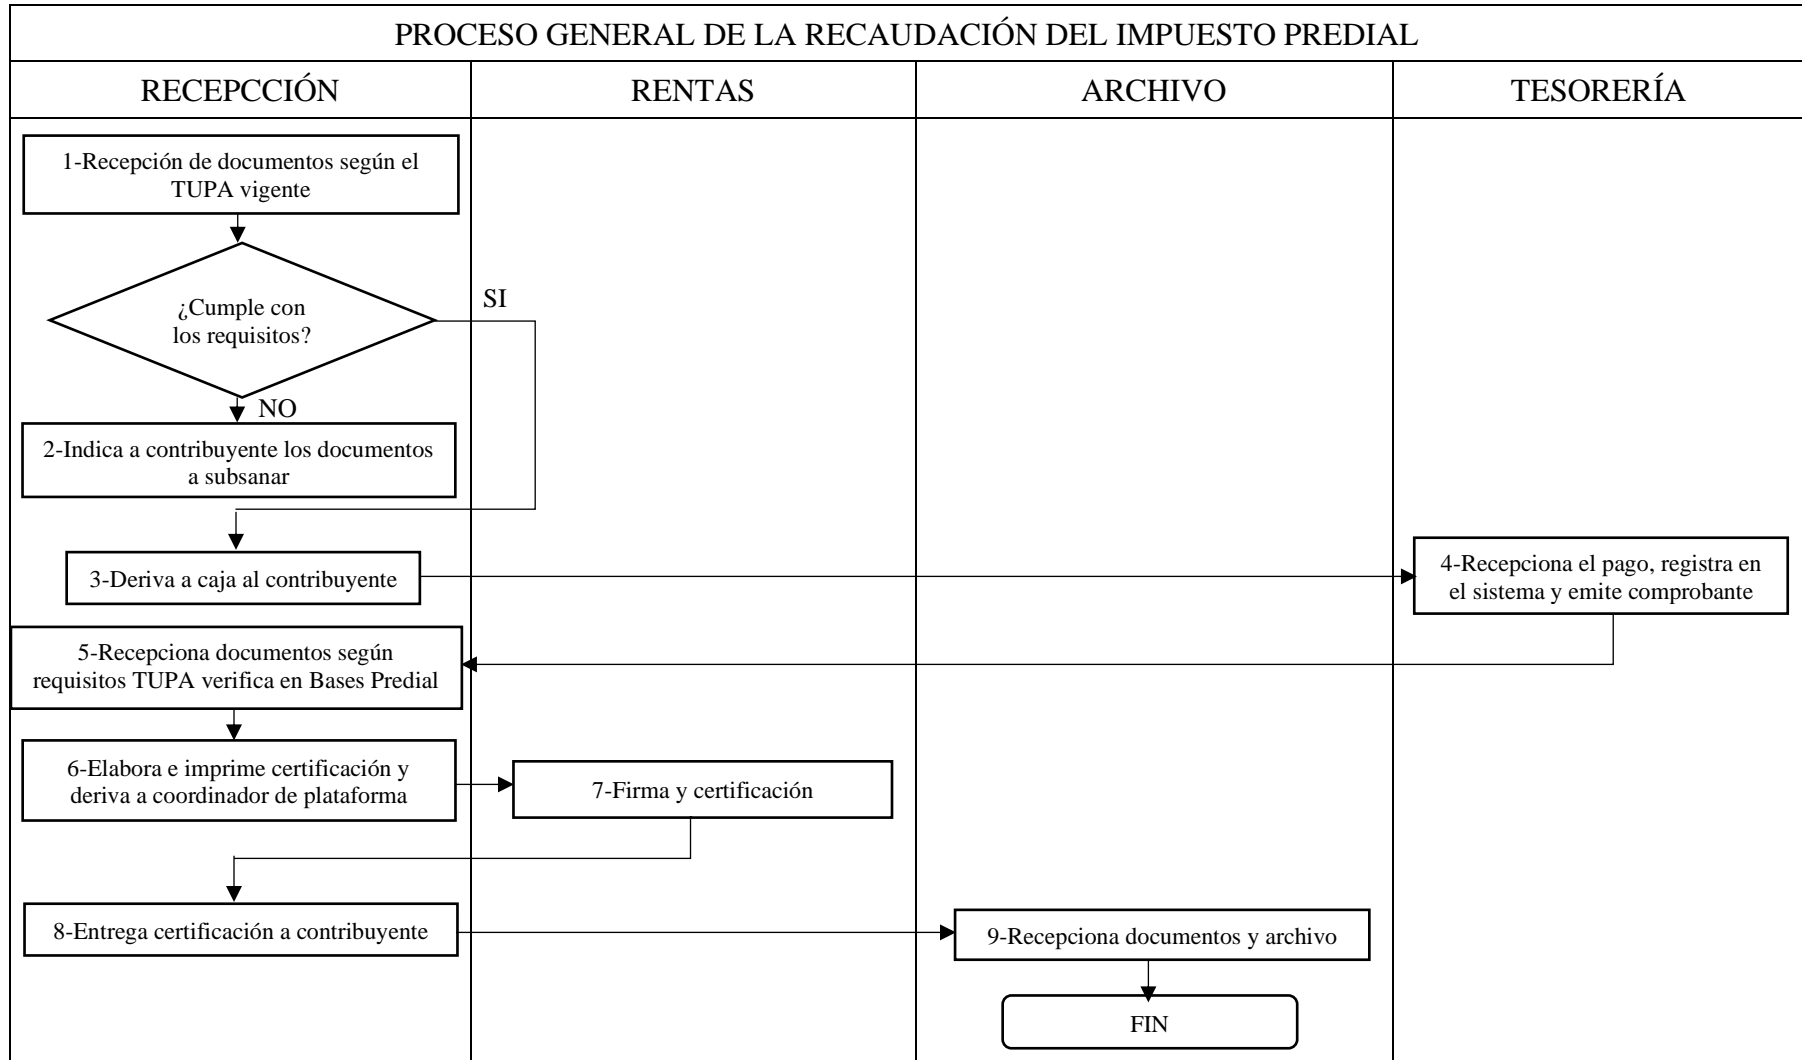 PROCESO GENERAL DE LA RECAUDACIÓN DEL IMPUESTO PREDIAL
RECEPCCIÓN
RENTAS
ARCHIVO
TESORERÍA
1-Recepción de documentos según el
TUPA vigente
¿Cumple con
los requisitos?
SI
NO
2-Indica a contribuyente los documentos
a subsanar
3-Deriva a caja al contribuyente
4-Recepciona el pago, registra en
el sistema y emite comprobante
5-Recepciona documentos según
requisitos TUPA verifica en Bases Predial
6-Elabora e imprime certificación y
deriva a coordinador de plataforma
7-Firma y certificación
8-Entrega certificación a contribuyente
9-Recepciona documentos y archivo
FIN